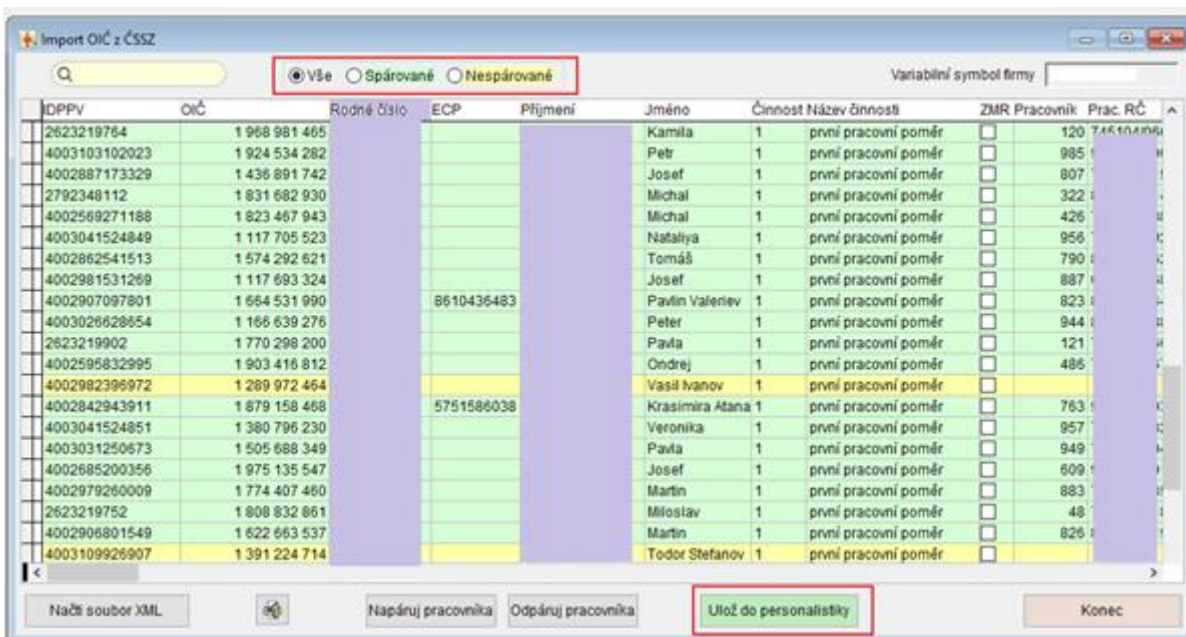 Import OIČ z ČSSZ
Vše Spárované Nespárované Variabilní symbol firmy
IDPPV OIČ Rodné číslo ECP Příjmení Jméno Činnost Název činnosti ZMR Pracovník Prac. RČ
2623219764 1 968 981 465 Kamila 1 první pracovní poměr 120
4003103102023 1 924 534 282 Petr 1 první pracovní poměr 985
4002887173329 1 436 891 742 Josef 1 první pracovní poměr 807
2792348112 1 831 682 930 Michal 1 první pracovní poměr 322
4002569271188 1 823 467 943 Michal 1 první pracovní poměr 426
4003041524849 1 117 705 523 Nataliya 1 první pracovní poměr 956
4002862541513 1 574 292 621 Tomáš 1 první pracovní poměr 790
4002981531269 1 117 693 324 Josef 1 první pracovní poměr 887
4002907097801 1 664 531 990 8610436483 Pavlin Valeriev 1 první pracovní poměr 823
4003026628654 1 166 639 276 Peter 1 první pracovní poměr 944
2623219902 1 770 298 200 Pavla 1 první pracovní poměr 121
4002595832995 1 903 416 812 Ondrej 1 první pracovní poměr 486
4002982396972 1 289 972 464 Vasil Ivanov 1 první pracovní poměr
4002842943911 1 879 158 468 5751586038 Krasimira Atana 1 první pracovní poměr 763
4003041524851 1 380 796 230 Veronika 1 první pracovní poměr 957
4003031250673 1 505 688 349 Pavla 1 první pracovní poměr 949
4002685200356 1 975 135 547 Josef 1 první pracovní poměr 609
4002979260009 1 774 407 460 Martin 1 první pracovní poměr 883
2623219752 1 808 832 861 Miloslav 1 první pracovní poměr 48
4002906801549 1 622 663 537 Martin 1 první pracovní poměr 826
4003109926907 1 391 224 714 Todor Stefanov 1 první pracovní poměr
Načti soubor XML Napáruj pracovníka Odpáruj pracovníka Ulož do personalistiky Konec